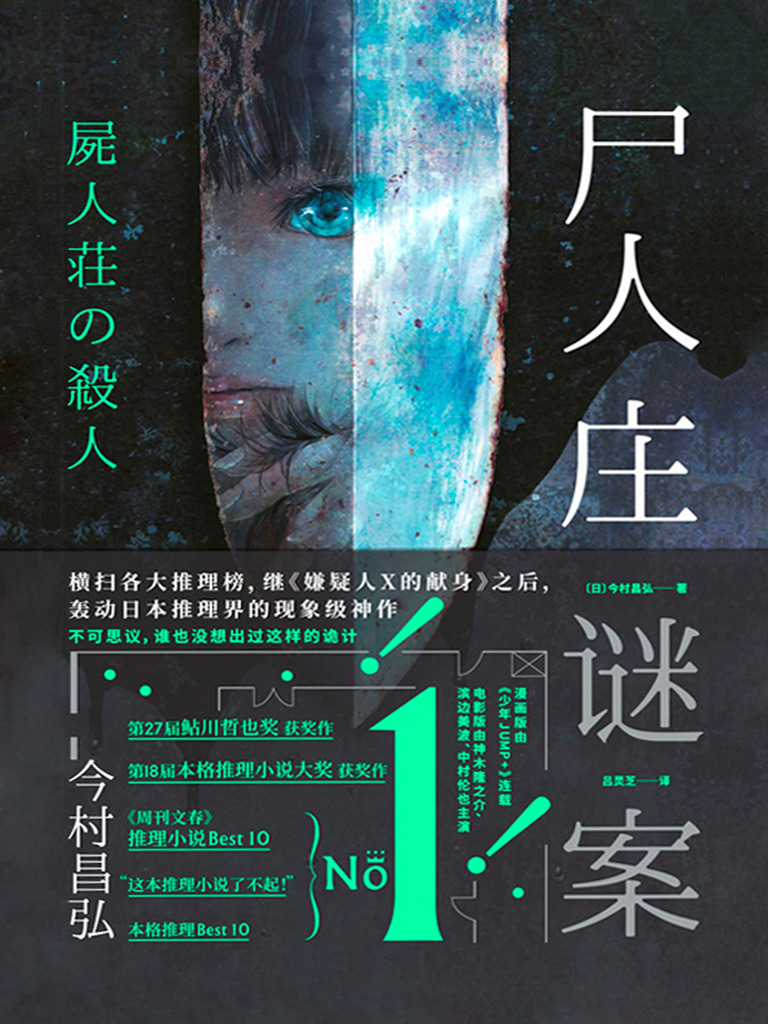 尸人庄
谜案
屍人荘の殺人
〔日〕今村昌弘——著
吕灵芝——译
横扫各大推理榜,继《嫌疑人X的献身》之后,
轰动日本推理界的现象级神作
不可思议,谁也没想出过这样的诡计
漫画版由
《少年JUMP+》连载
电影版由神木隆之介、
滨边美波、中村伦也主演
第27届鲇川哲也奖 获奖作
第18届本格推理小说大奖 获奖作
《周刊文春》
推理小说Best 10
“这本推理小说了不起!”
本格推理Best 10
No 1
今村昌弘